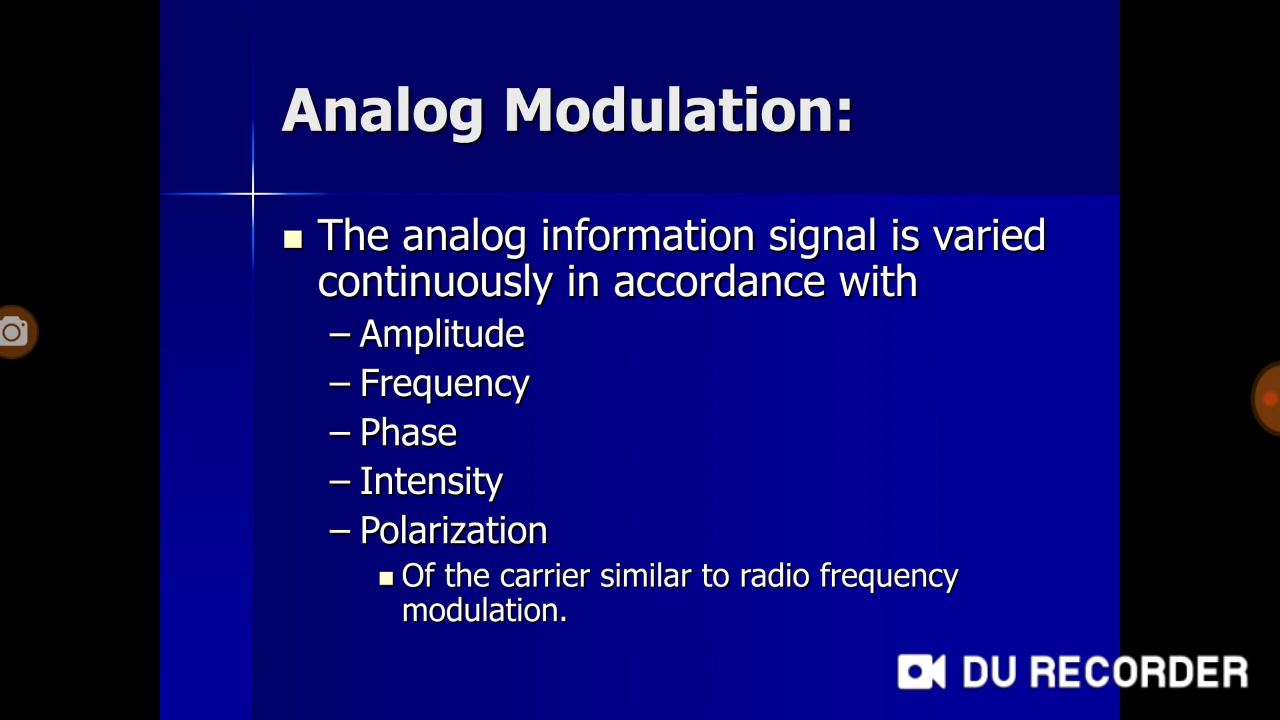 Analog Modulation:
The analog information signal is varied
continuously in accordance with
– Amplitude
– Frequency
– Phase
– Intensity
– Polarization
Of the carrier similar to radio frequency
modulation.
DU RECORDER